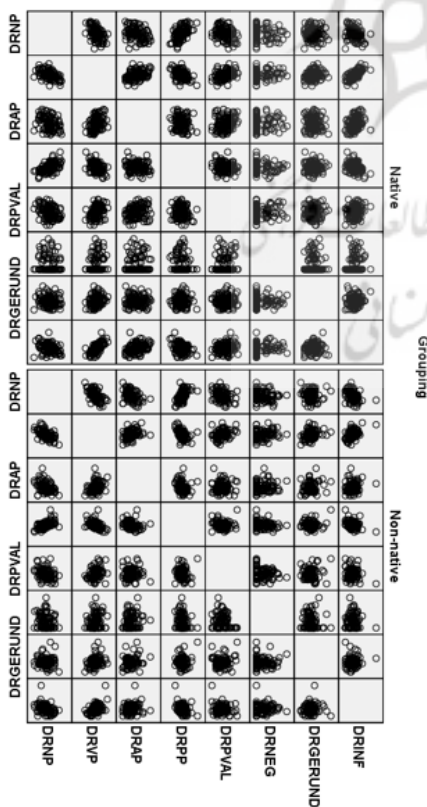 Grouping
Native
Non-native
DRNP
DRAP
DRPVAL
DRGERUND
DRNP
DRAP
DRPVAL
DRGERUND
DRNP
DRVP
DRAP
DRPP
DRPVAL
DRNEG
DRGERUND
DRINF